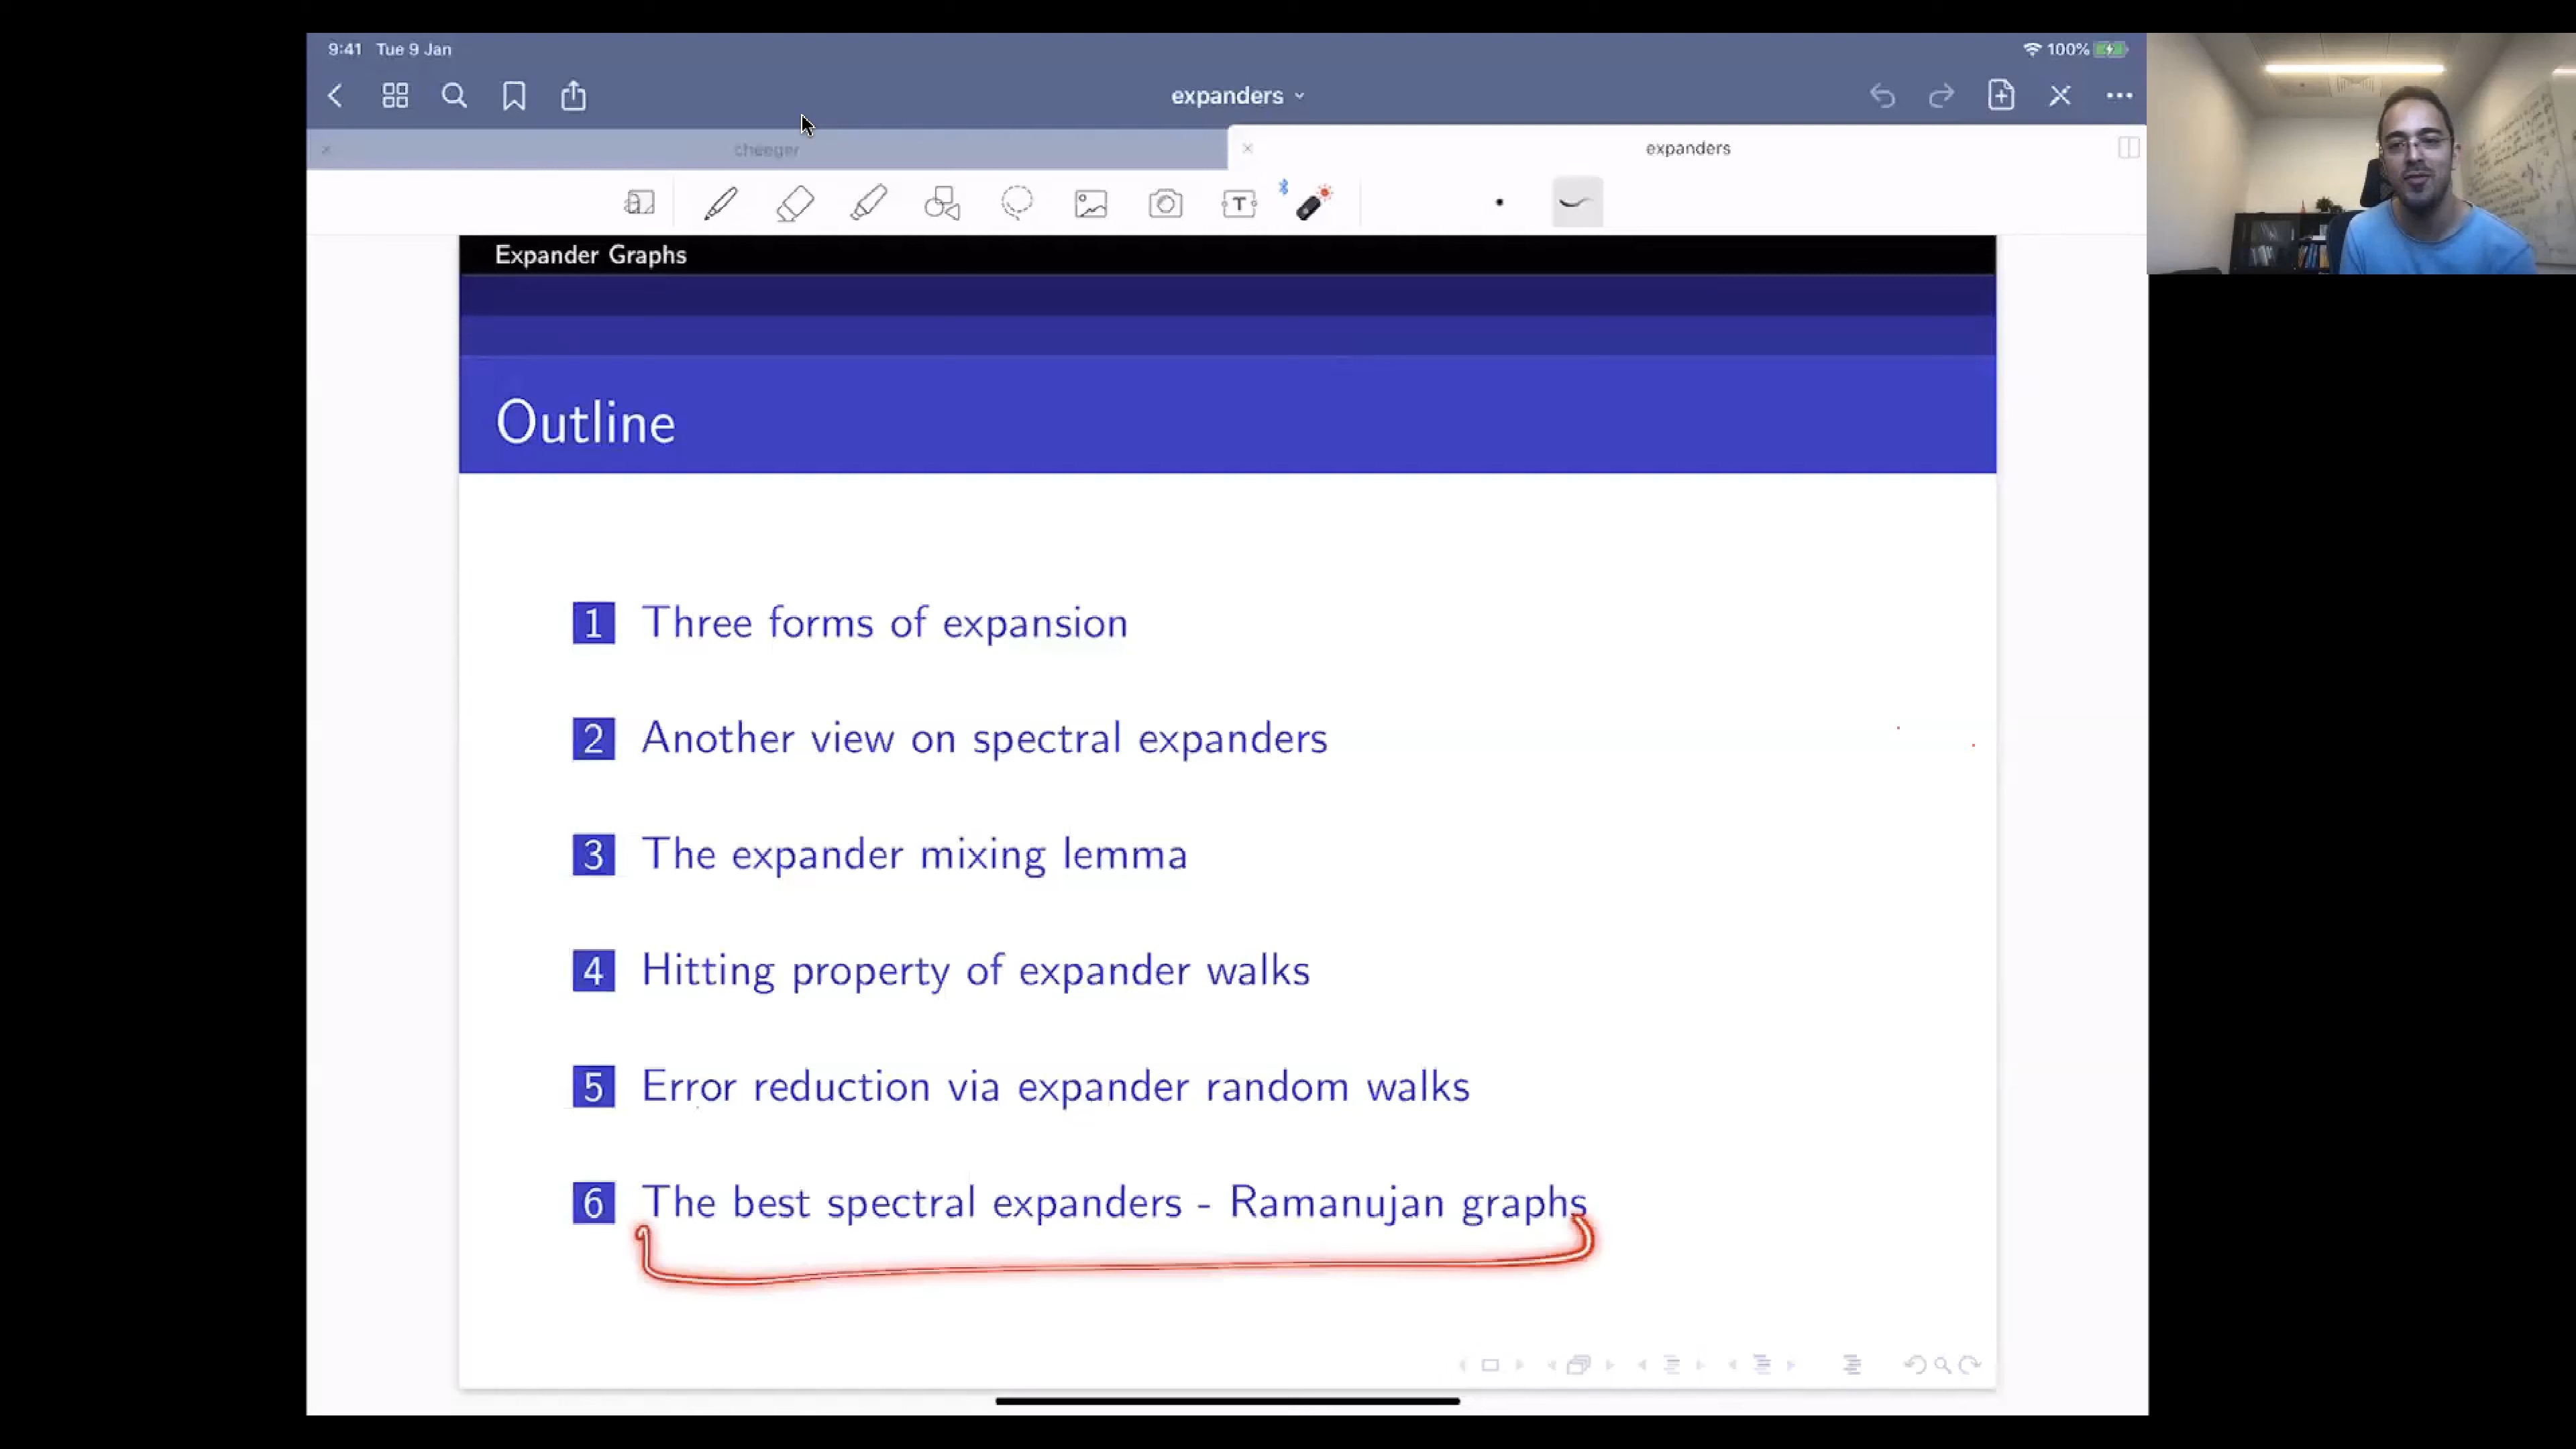 9:41 Tue 9 Jan
100%
expanders
cheeger
expanders
Expander Graphs
Outline
1 Three forms of expansion
2 Another view on spectral expanders
3 The expander mixing lemma
4 Hitting property of expander walks
5 Error reduction via expander random walks
6 The best spectral expanders - Ramanujan graphs